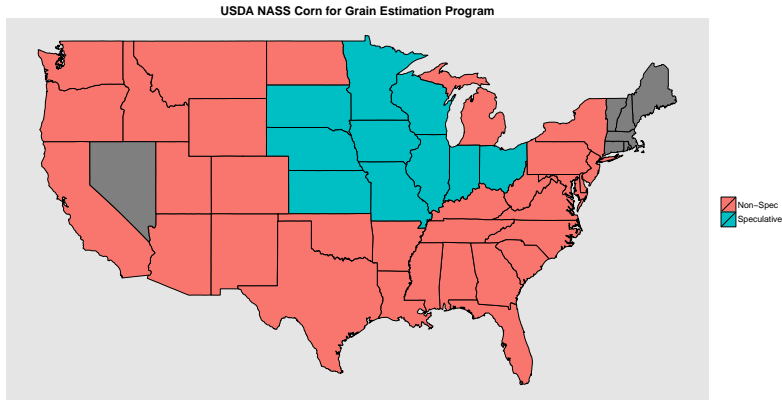 USDA NASS Corn for Grain Estimation Program
Non-Spec
Speculative